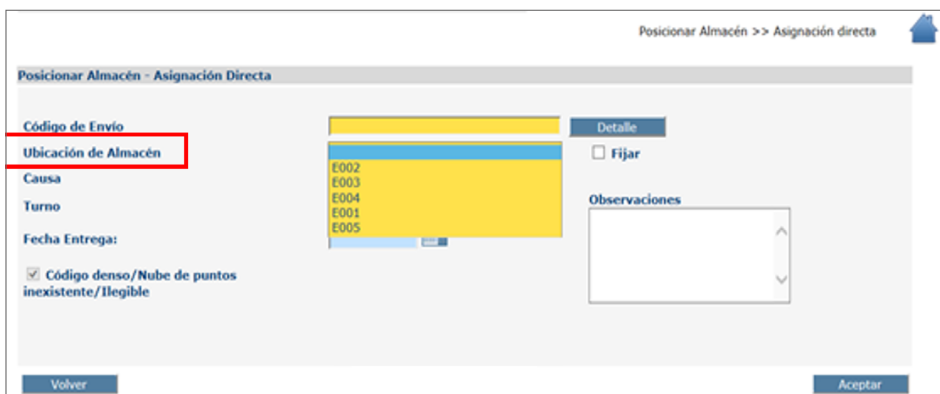 Posicionar Almacén >> Asignación directa
Posicionar Almacén - Asignación Directa
Código de Envío
Detalle
Ubicación de Almacén
Fijar
E002
Causa
E003
E004
Turno
Observaciones
E001
E005
Fecha Entrega:
Código denso/Nube de puntos
inexistente/Ilegible
Volver
Aceptar